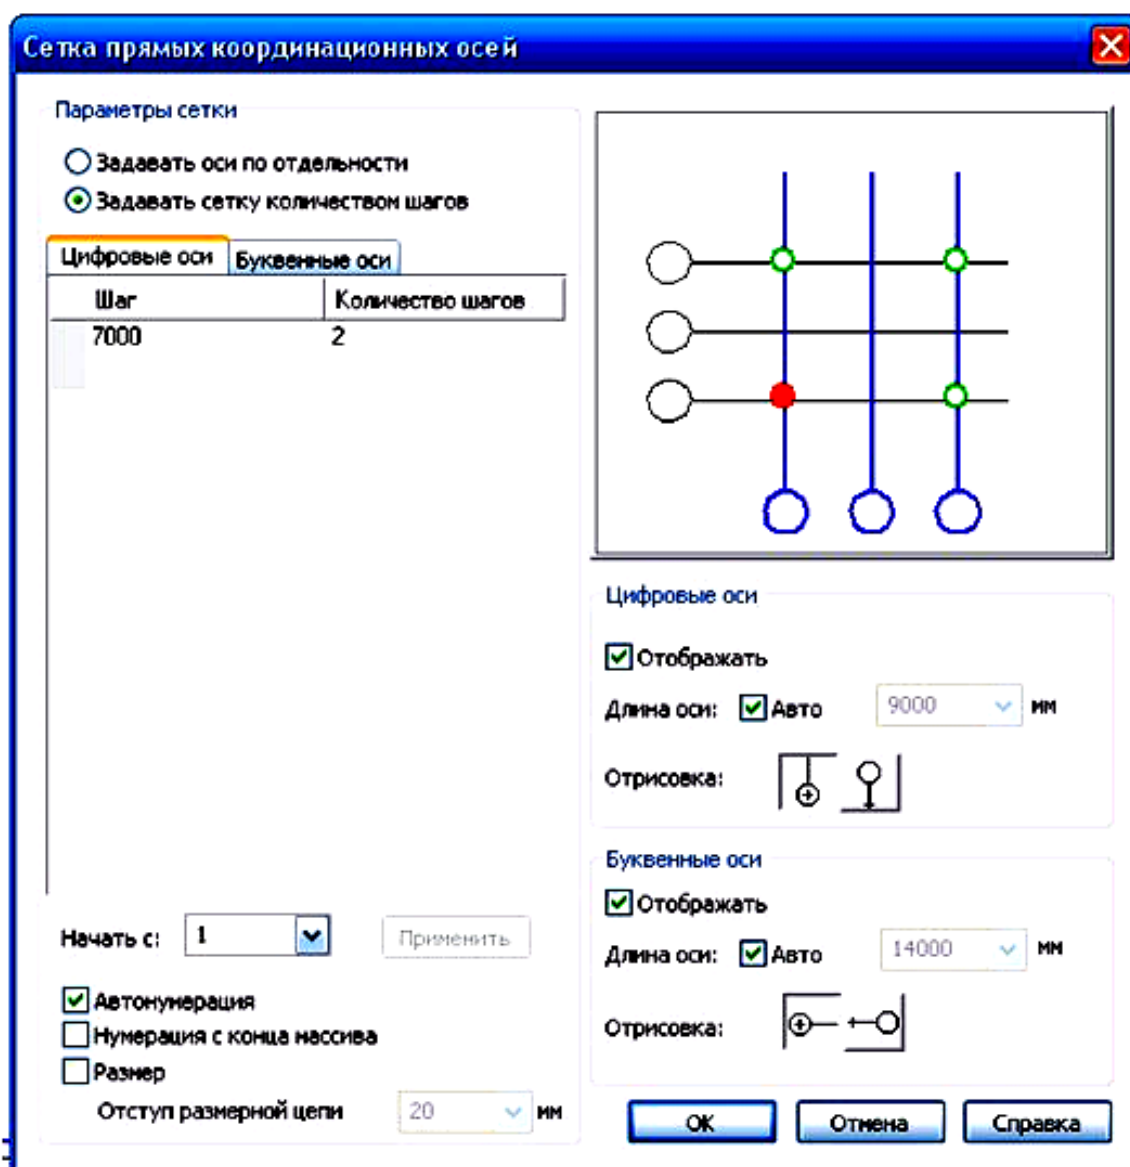 Сетка прямых координационных осей
Параметры сетки
Задавать оси по отдельности
Задавать сетку количеством шагов
Цифровые оси
Буквенные оси
Шаг
Количество шагов
7000
2
Начать с:
1
Применить
Автонумерация
Нумерация с конца массива
Размер
Отступ размерной цепи
20
мм
Цифровые оси
Отображать
Длина оси:
Авто
9000
мм
Отрисовка:
Буквенные оси
Отображать
Длина оси:
Авто
14000
мм
Отрисовка:
ОК
Отмена
Справка